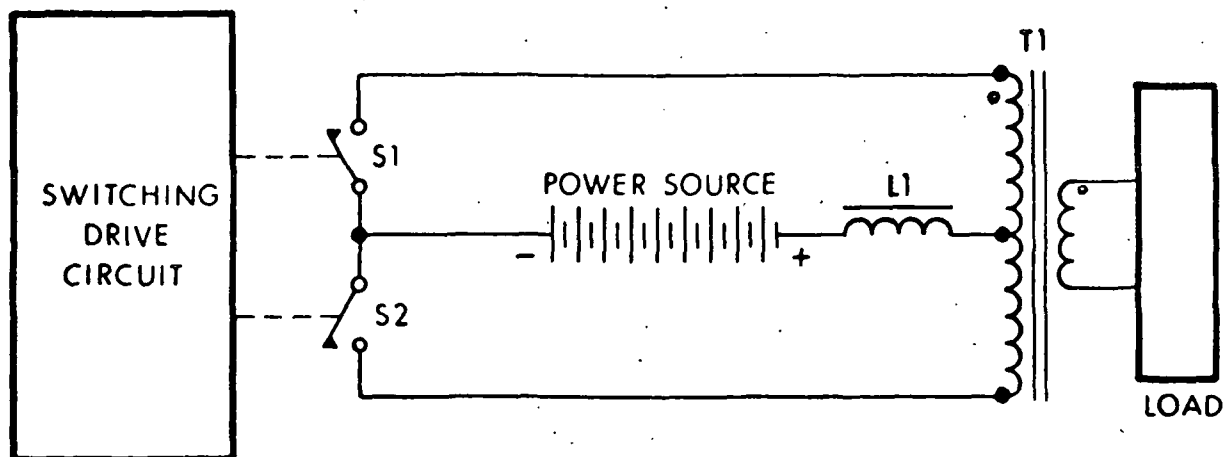 T1
S1
POWER SOURCE
L1
SWITCHING
DRIVE
CIRCUIT
- +
S2
LOAD